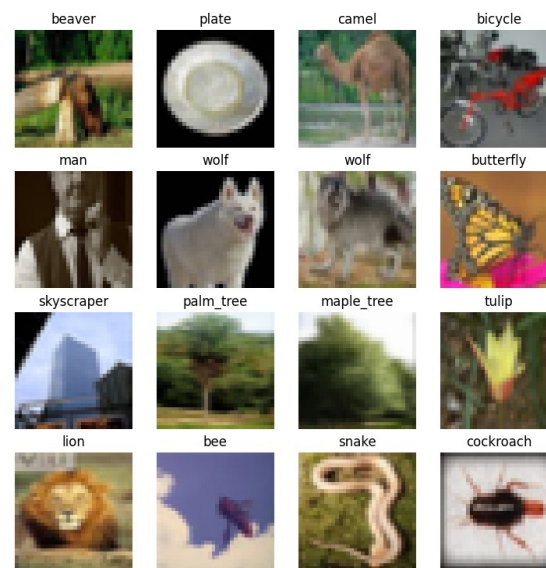 beaver plate camel bicycle
man wolf wolf butterfly
skyscraper palm_tree maple_tree tulip
lion bee snake cockroach